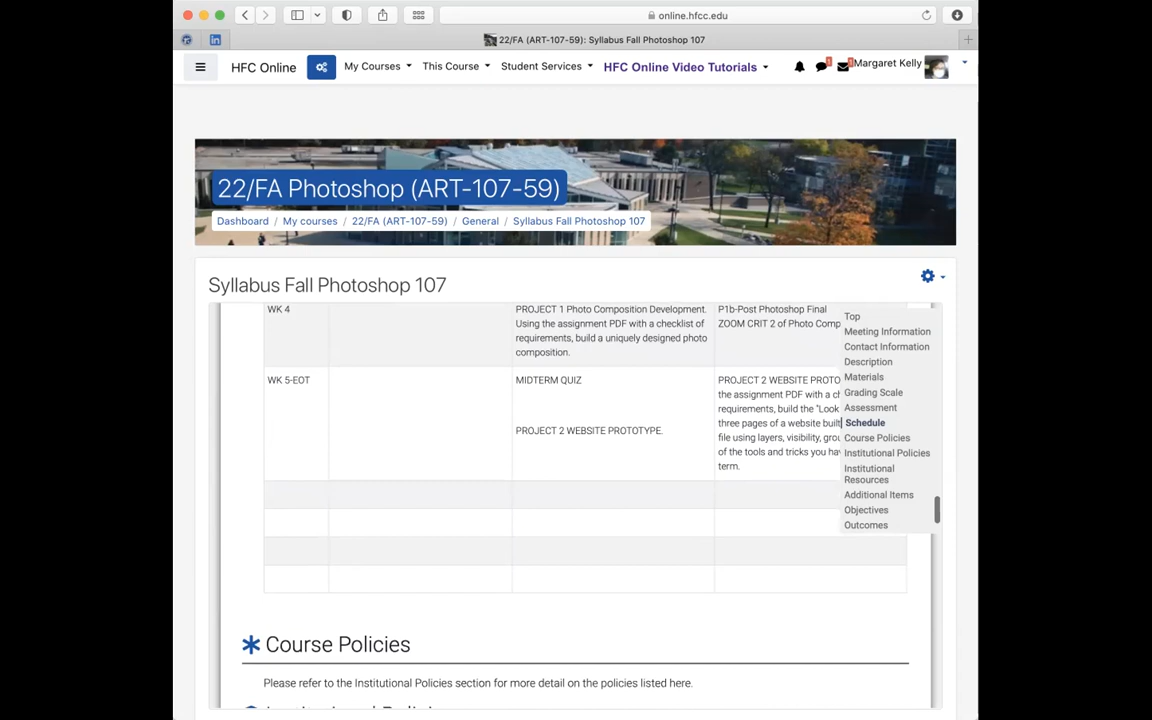 online.hfcc.edu
22/FA (ART-107-59): Syllabus Fall Photoshop 107
HFC Online
My Courses
This Course
Student Services
HFC Online Video Tutorials
Margaret Kelly
22/FA Photoshop (ART-107-59)
Dashboard / My courses / 22/FA (ART-107-59) / General / Syllabus Fall Photoshop 107
Syllabus Fall Photoshop 107
WK 4
PROJECT 1 Photo Composition Development.
Using the assignment PDF with a checklist of
requirements, build a uniquely designed photo
composition.
P1b-Post Photoshop Final
ZOOM CRIT 2 of Photo Comp
WK 5-EOT
MIDTERM QUIZ
PROJECT 2 WEBSITE PROTOTYPE.
PROJECT 2 WEBSITE PROTO
the assignment PDF with a ch
requirements, build the "Look
three pages of a website built
file using layers, visibility, grou
of the tools and tricks you hav
term.
Top
Meeting Information
Contact Information
Description
Materials
Grading Scale
Assessment
Schedule
Course Policies
Institutional Policies
Institutional
Resources
Additional Items
Objectives
Outcomes
Course Policies
Please refer to the Institutional Policies section for more detail on the policies listed here.